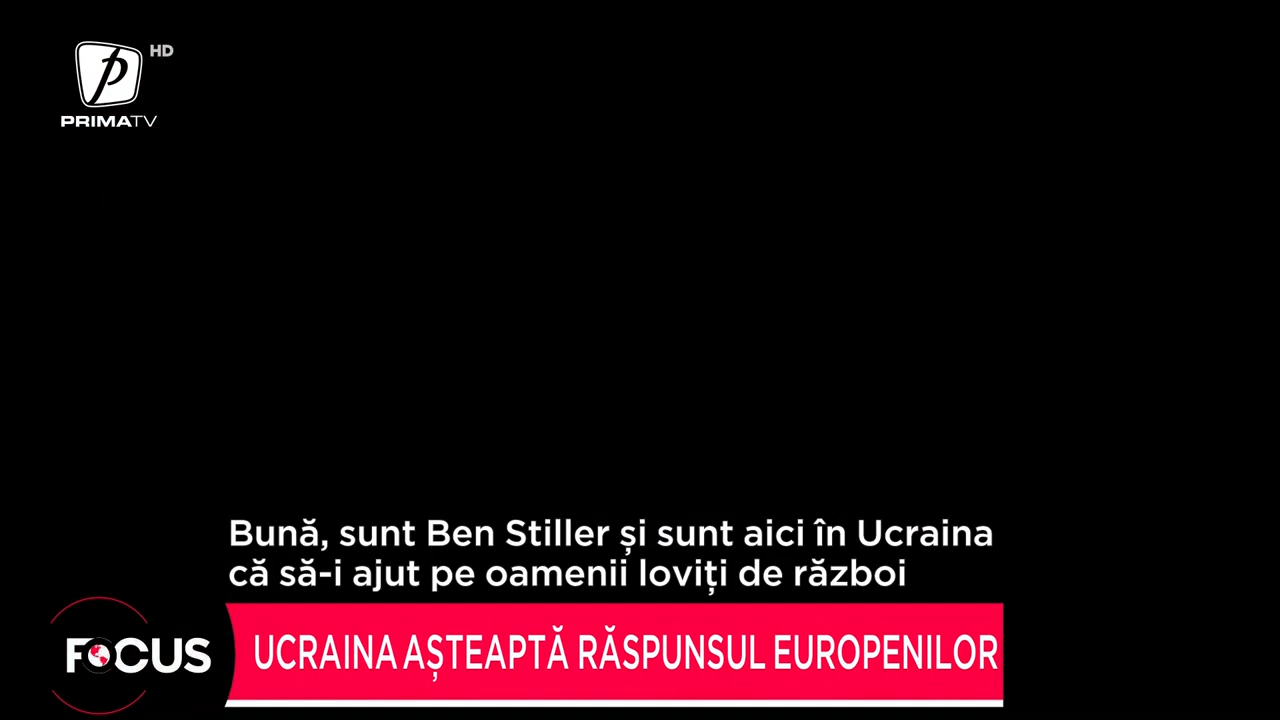 HD
PRIMATV
Bună, sunt Ben Stiller și sunt aici în Ucraina
că să-i ajut pe oamenii loviți de război
FOCUS
UCRAINA AȘTEAPTĂ RĂSPUNSUL EUROPENILOR